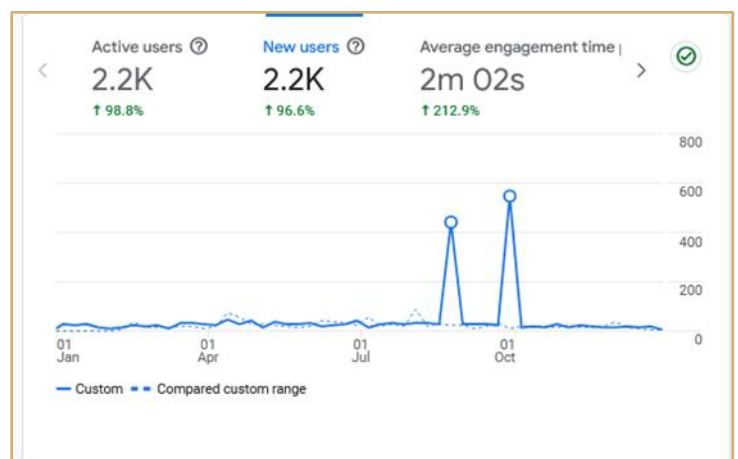 Active users
New users
Average engagement time
2.2K
2.2K
2m 02s
↑ 98.8%
↑ 96.6%
↑ 212.9%
800
600
400
200
0
01 Jan
01 Apr
01 Jul
01 Oct
Custom
Compared custom range